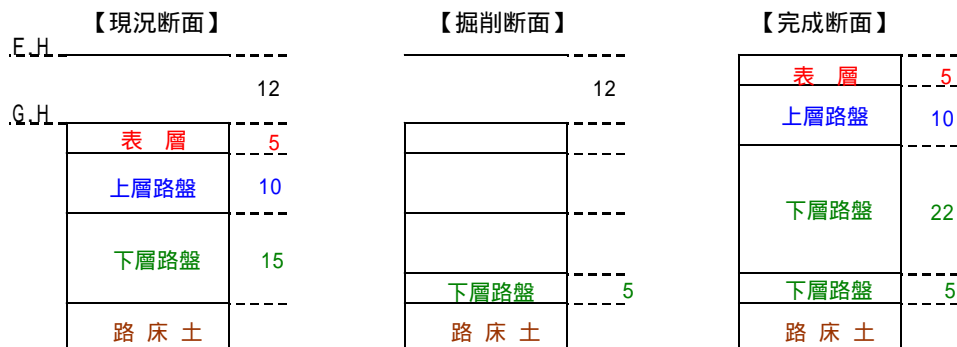 【現況断面】 【掘削断面】 【完成断面】
F.H
12 12
表 層 5
上層路盤 10
G.H
表 層 5
上層路盤 10
下層路盤 22
下層路盤 15
下層路盤 5 下層路盤 5
路 床 土 路 床 土 路 床 土